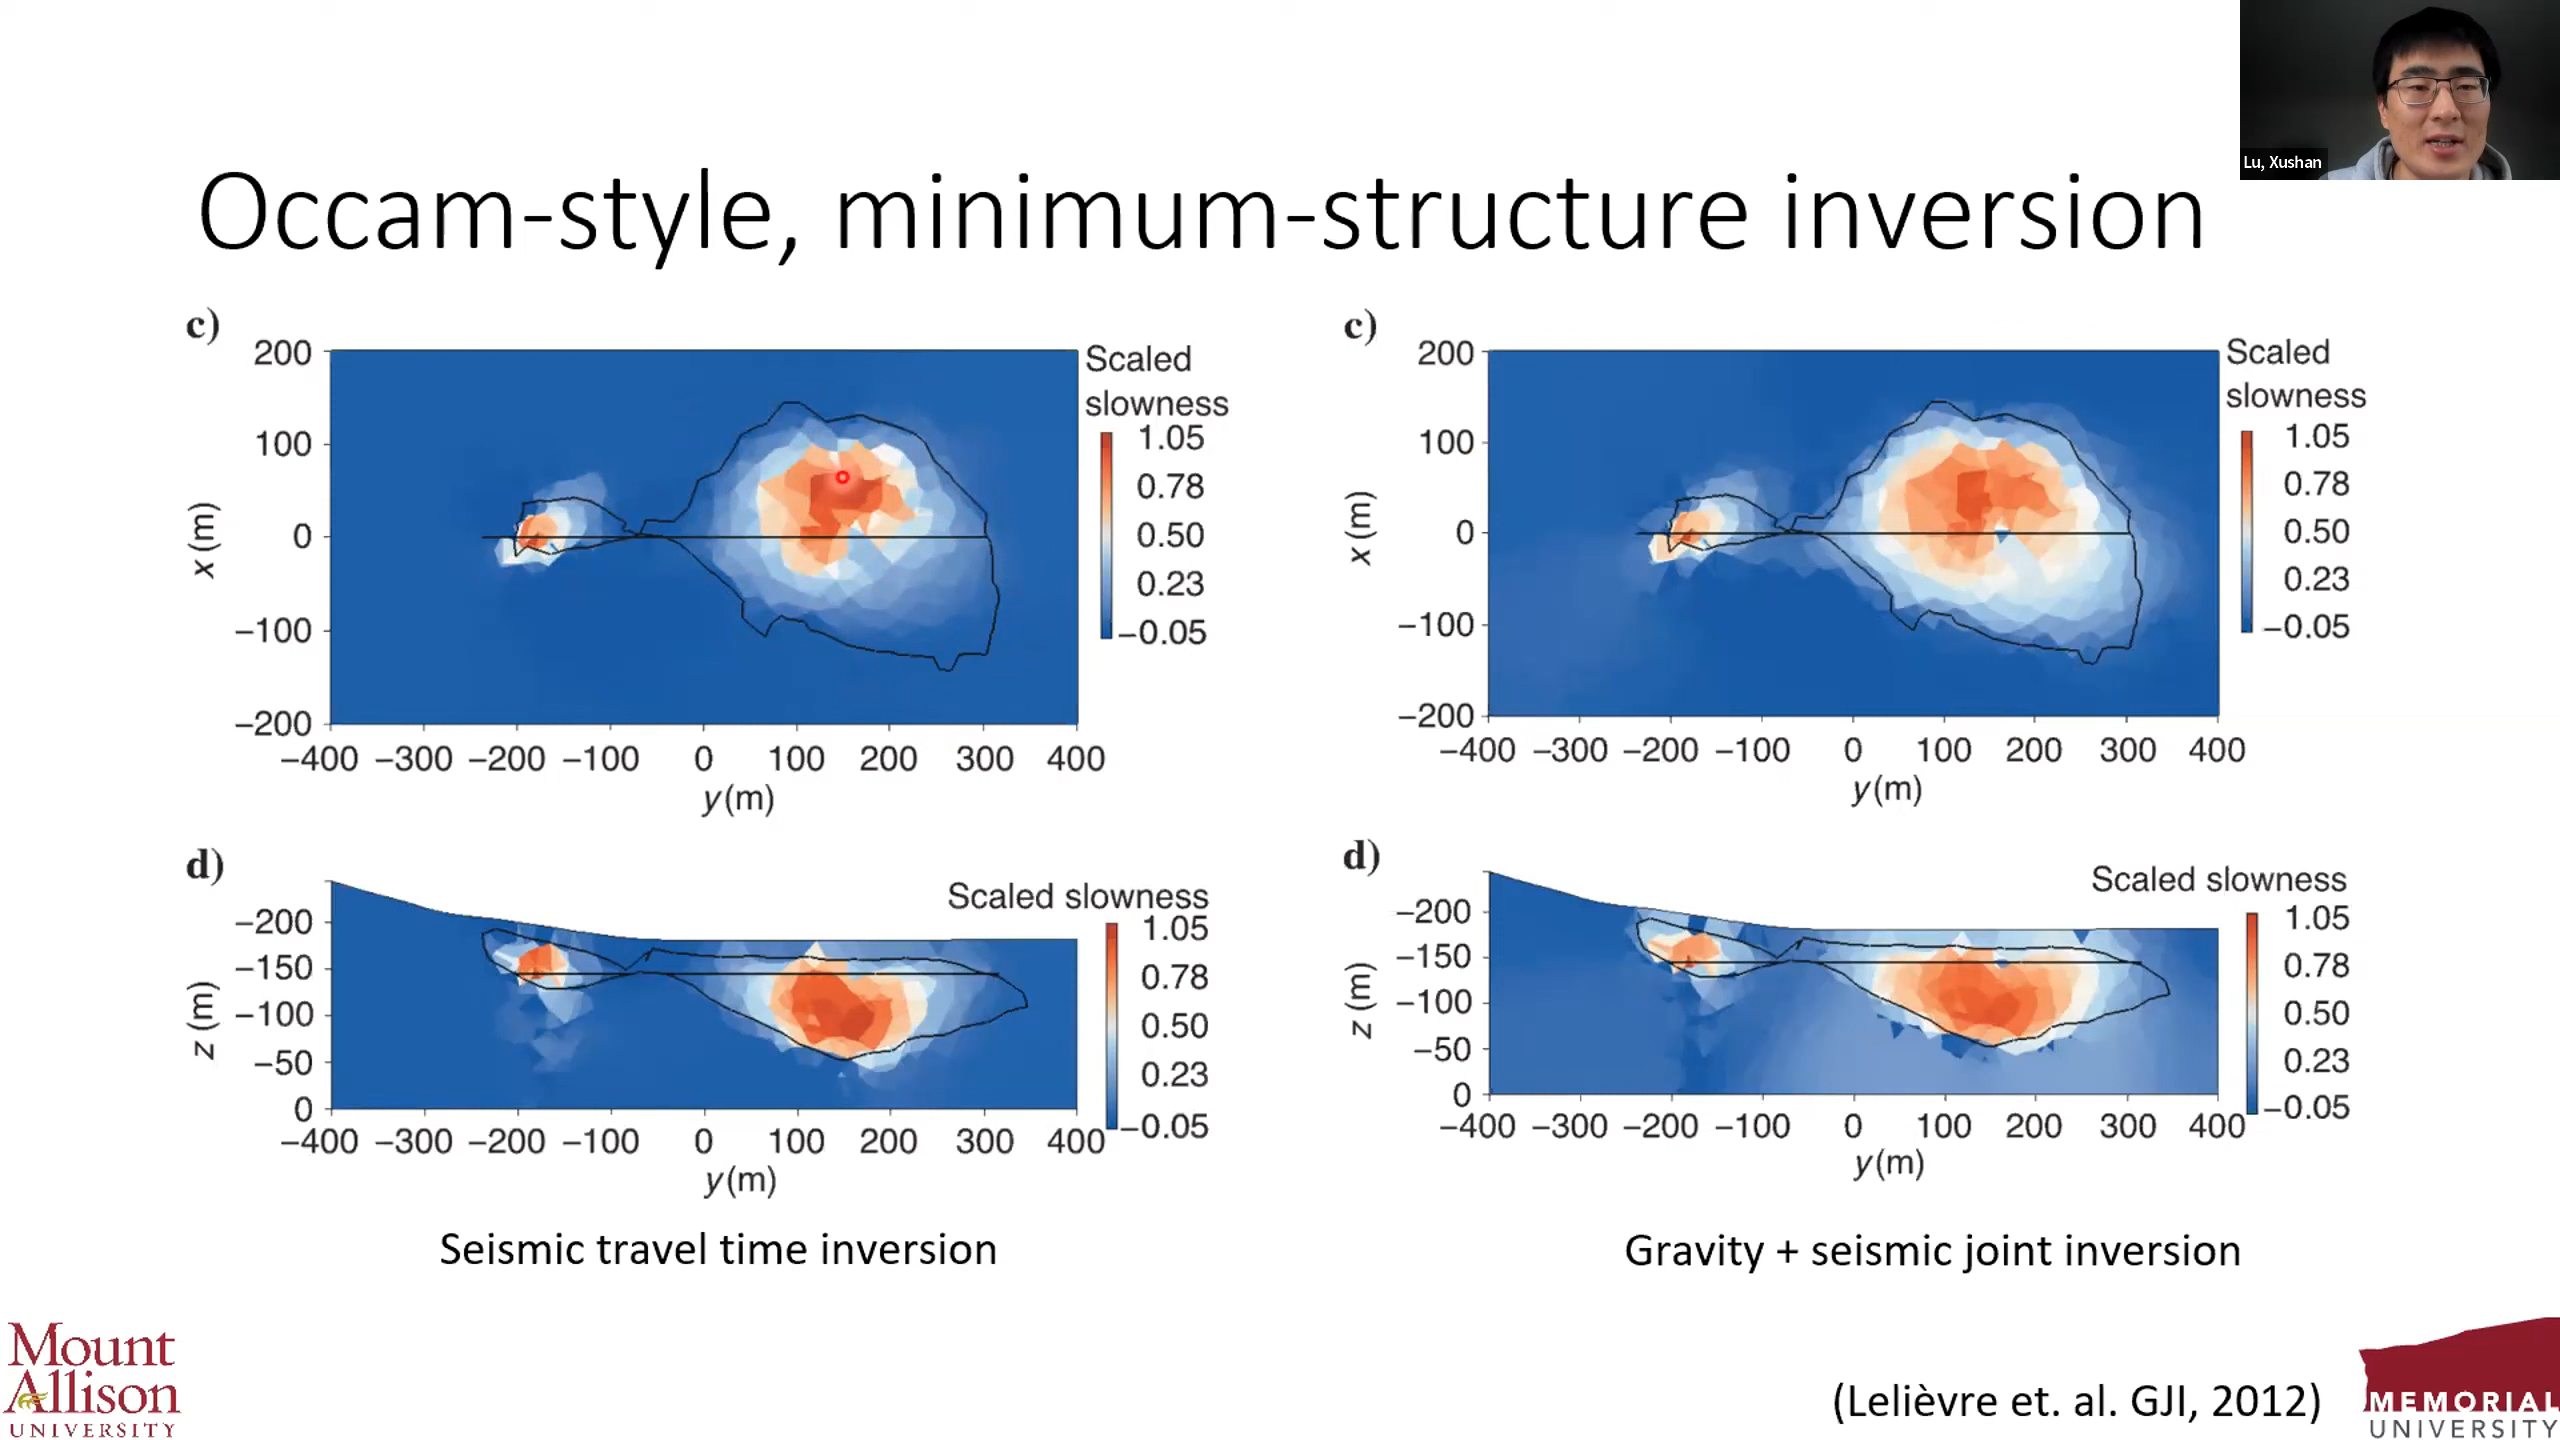 Lu, Xushan
Occam-style, minimum-structure inversion
c)
200
100
0
−100
−200
x (m)
−400 −300 −200 −100 0 100 200 300 400
y (m)
Scaled
slowness
1.05
0.78
0.50
0.23
−0.05
c)
200
100
0
−100
−200
x (m)
−400 −300 −200 −100 0 100 200 300 400
y (m)
Scaled
slowness
1.05
0.78
0.50
0.23
−0.05
d)
−200
−150
−100
−50
0
z (m)
−400 −300 −200 −100 0 100 200 300 400
y (m)
Scaled slowness
1.05
0.78
0.50
0.23
−0.05
d)
−200
−150
−100
−50
0
z (m)
−400 −300 −200 −100 0 100 200 300 400
y (m)
Scaled slowness
1.05
0.78
0.50
0.23
−0.05
Seismic travel time inversion
Gravity + seismic joint inversion
Mount
Allison
UNIVERSITY
(Lelièvre et. al. GJI, 2012)
MEMORIAL
UNIVERSITY